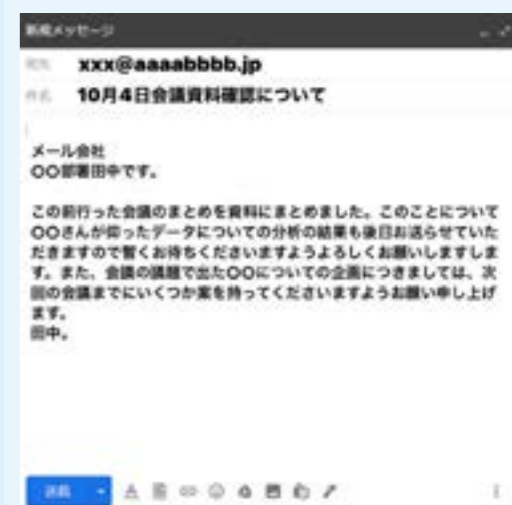 新規メッセージ
宛先 xxx@aaaabbbb.jp
件名 10月4日会議資料確認について
メール会社
〇〇部署田中です。
この前行った会議のまとめを資料にまとめました。このことについて
〇〇さんが仰ったデータについての分析の結果も後日お送らせていた
だきますので暫くお待ちくださいますようよろしくお願いしますしま
す。また、会議の議題で出た〇〇についての企画につきましては、次
回の会議までにいくつか案を持ってくださいますようお願い申し上げ
ます。
田中。
送信